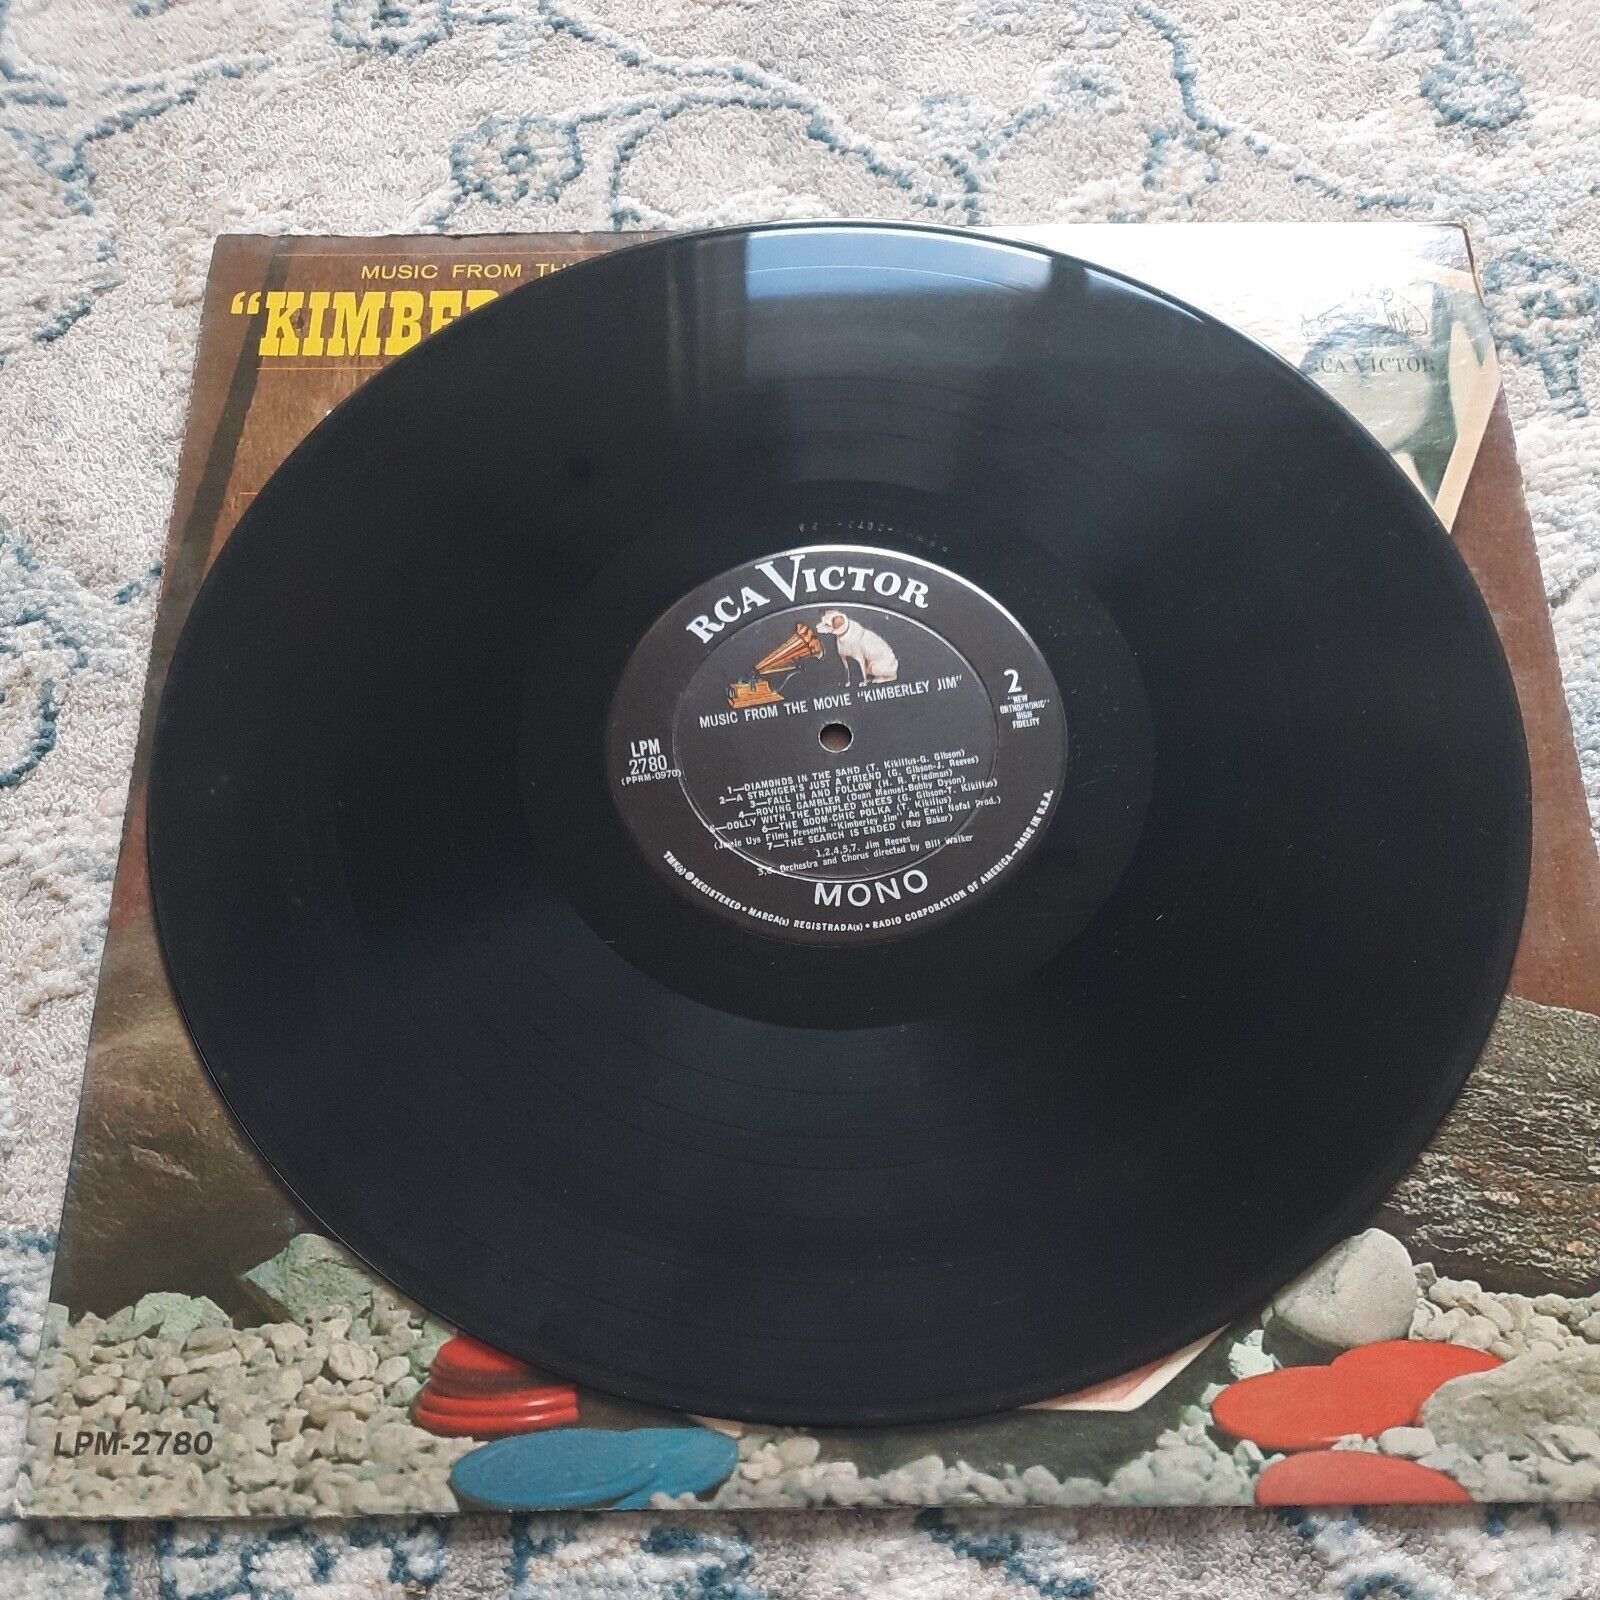 MUSIC FROM TH
"KIMBE
RCA VICTOR
RCA VICTOR
MUSIC FROM THE MOVIE "KIMBERLEY JIM"
2
"NEW
ORTHOPHONIC"
HIGH
FIDELITY
LPM
2780
(PPRM-0970)
1—DIAMONDS IN THE SAND (T. Kikillus-G. Gibson)
2—A STRANGER'S JUST A FRIEND (G. Gibson-J. Reeves)
3—FALL IN AND FOLLOW (H. R. Friedman)
4—ROVING GAMBLER (Dean Manuel-Bobby Dyson)
5—DOLLY WITH THE DIMPLED KNEES (G. Gibson-T. Kikillus)
6—THE BOOM-CHIC POLKA (T. Kikillus)
(Jamie Uys Films Presents "Kimberley Jim" An Emil Nofal Prod.)
7—THE SEARCH IS ENDED (Ray Baker)
1,2,4,5,7. Jim Reeves
3,6. Orchestra and Chorus directed by Bill Walker
MONO
TMK(s) ® REGISTERED • MARCA(s) REGISTRADA(s) • RADIO CORPORATION OF AMERICA—MADE IN U.S.A.
LPM-2780